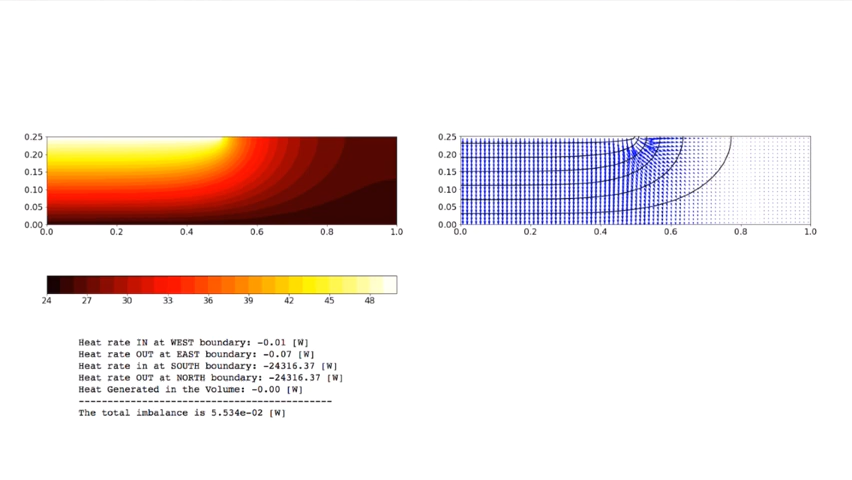 0.25
0.20
0.15
0.10
0.05
0.00
0.0 0.2 0.4 0.6 0.8 1.0
0.25
0.20
0.15
0.10
0.05
0.00
0.0 0.2 0.4 0.6 0.8 1.0
24 27 30 33 36 39 42 45 48
Heat rate IN at WEST boundary: -0.01 [W]
Heat rate OUT at EAST boundary: -0.07 [W]
Heat rate in at SOUTH boundary: -24316.37 [W]
Heat rate OUT at NORTH boundary: -24316.37 [W]
Heat Generated in the Volume: -0.00 [W]
-------------------------------------------
The total imbalance is 5.534e-02 [W]